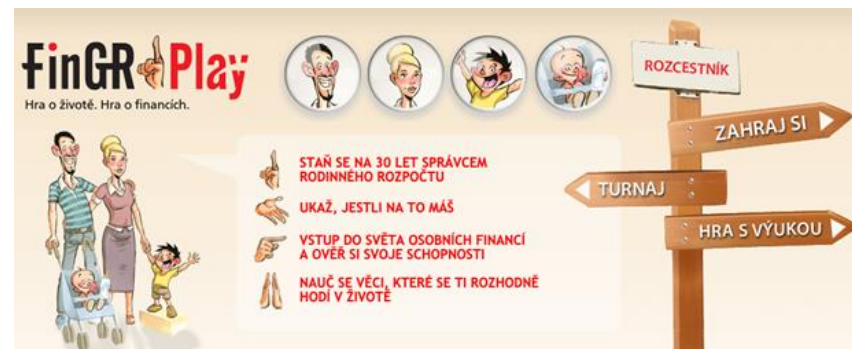 FinGR Play
Hra o životě. Hra o financích.
STAŇ SE NA 30 LET SPRÁVCEM
RODINNÉHO ROZPOČTU
UKAŽ, JESTLI NA TO MÁŠ
VSTUP DO SVĚTA OSOBNÍCH FINANCÍ
A OVĚŘ SI SVOJE SCHOPNOSTI
NAUČ SE VĚCI, KTERÉ SE TI ROZHODNĚ
HODÍ V ŽIVOTĚ
ROZCESTNÍK
ZAHRAJ SI
TURNAJ
HRA S VÝUKOU